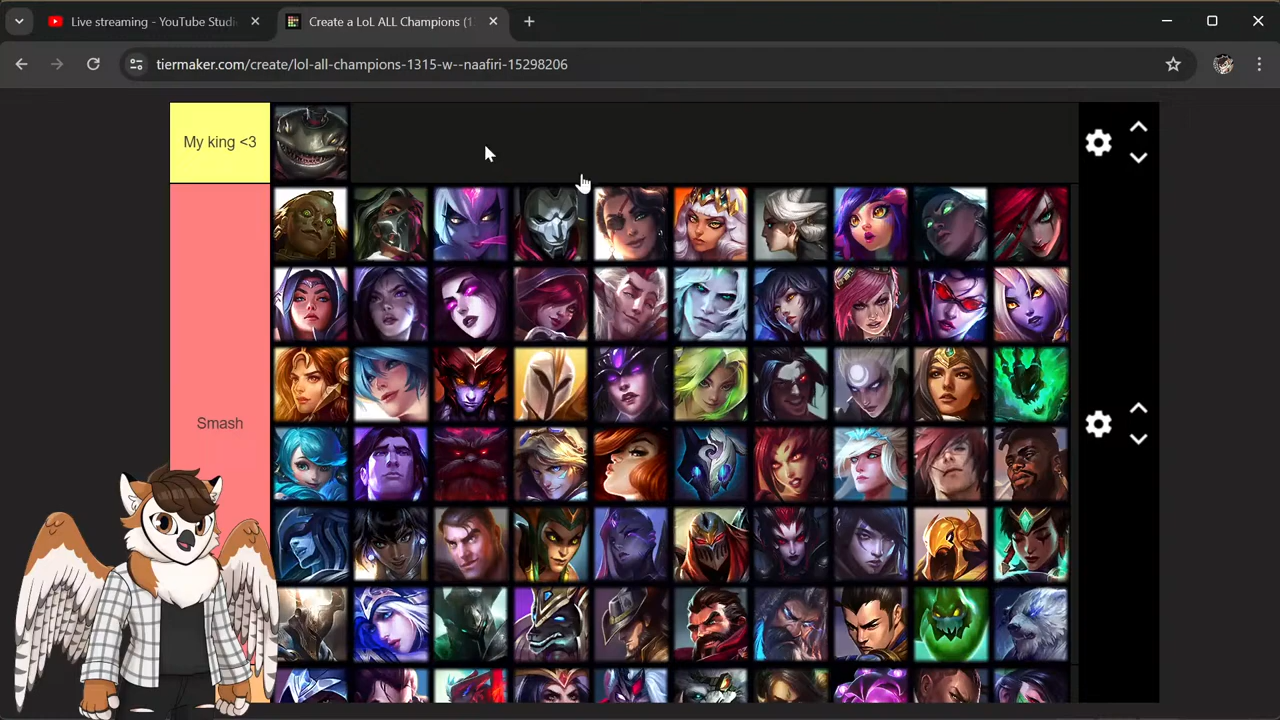 Live streaming - YouTube Studi
Create a LoL ALL Champions (1
tiermaker.com/create/lol-all-champions-1315-w--naafiri-15298206
My king <3
Smash